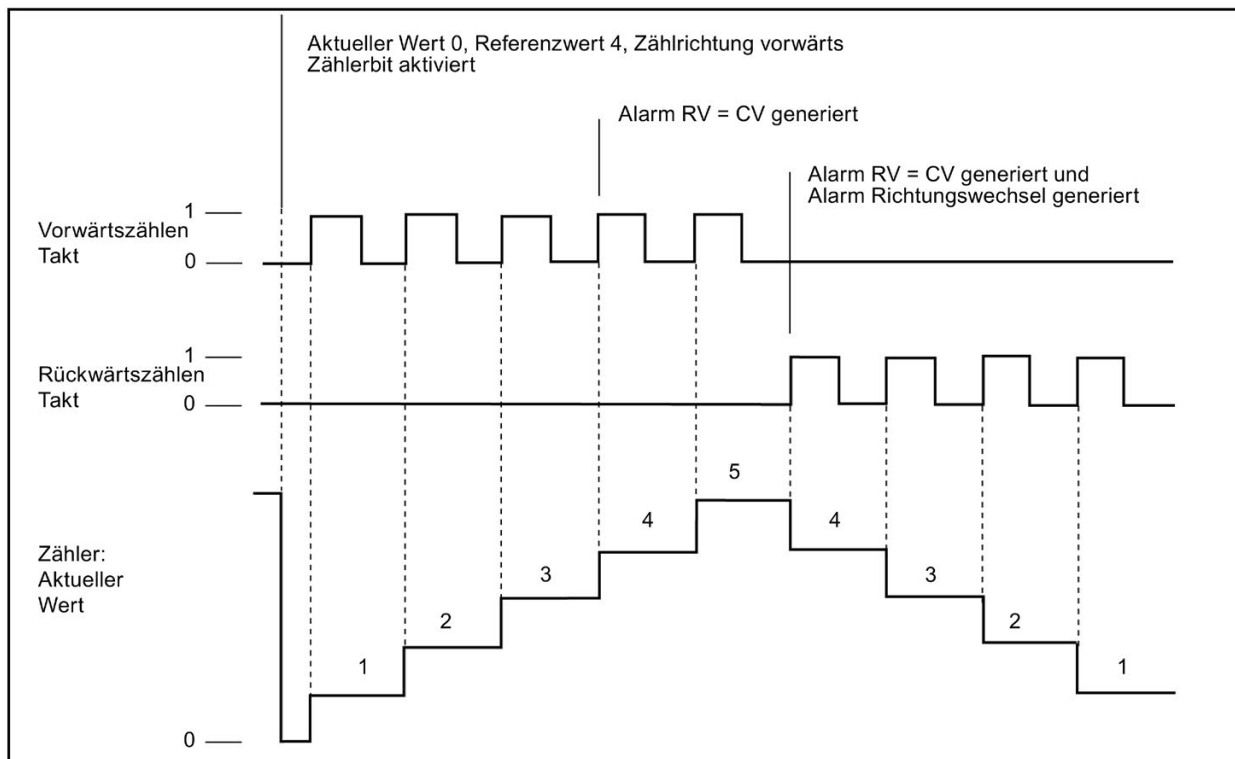 Aktueller Wert 0, Referenzwert 4, Zählrichtung vorwärts
Zählerbit aktiviert
Alarm RV = CV generiert
Alarm RV = CV generiert und
Alarm Richtungswechsel generiert
1
Vorwärtszählen
Takt
0
1
Rückwärtszählen
Takt
0
5
4
4
Zähler:
Aktueller
Wert
3
3
2
2
1
1
0